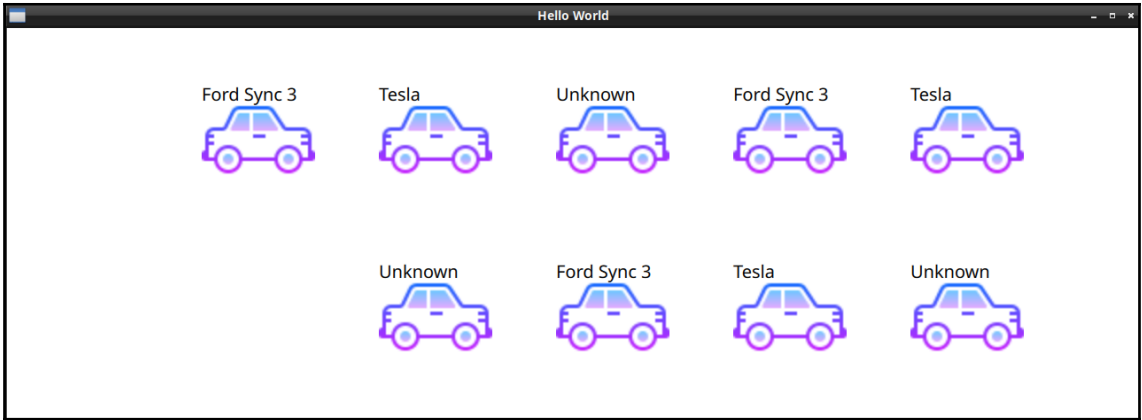 Hello World
Ford Sync 3 Tesla Unknown Ford Sync 3 Tesla
Unknown Ford Sync 3 Tesla Unknown